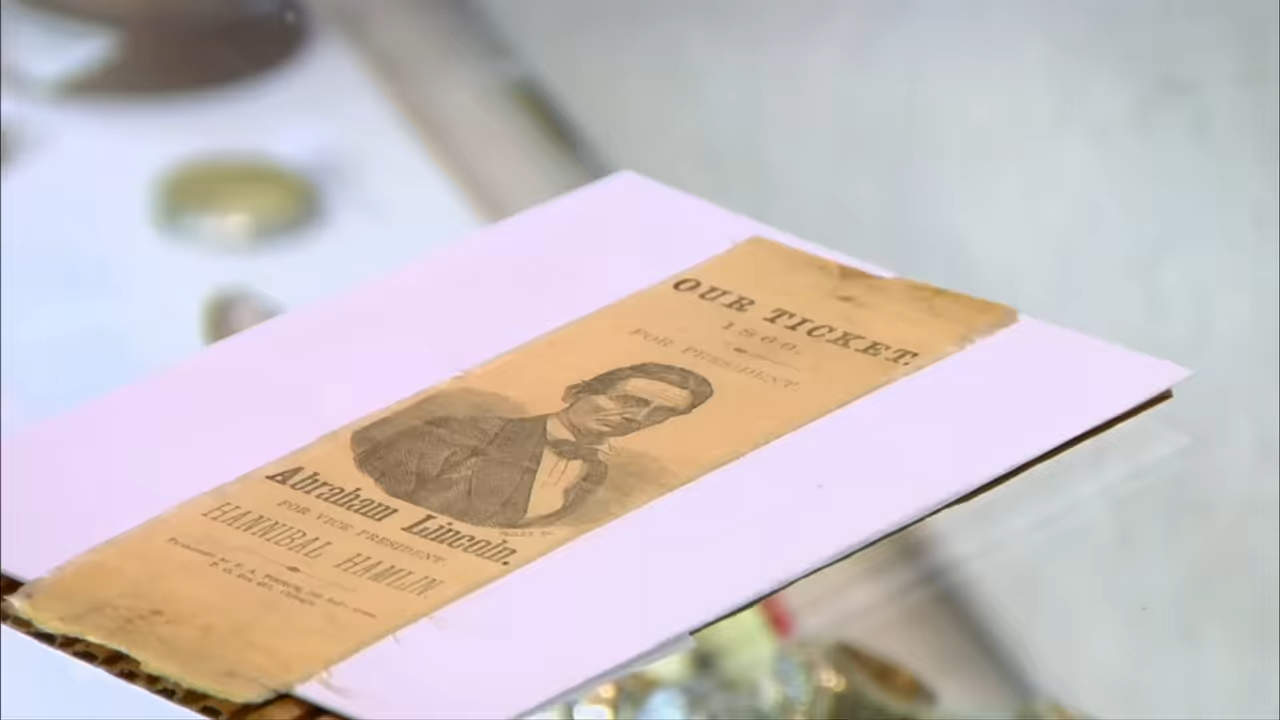 OUR TICKET.
1860.
FOR PRESIDENT.
Abraham Lincoln.
FOR VICE PRESIDENT.
HANNIBAL HAMLIN.